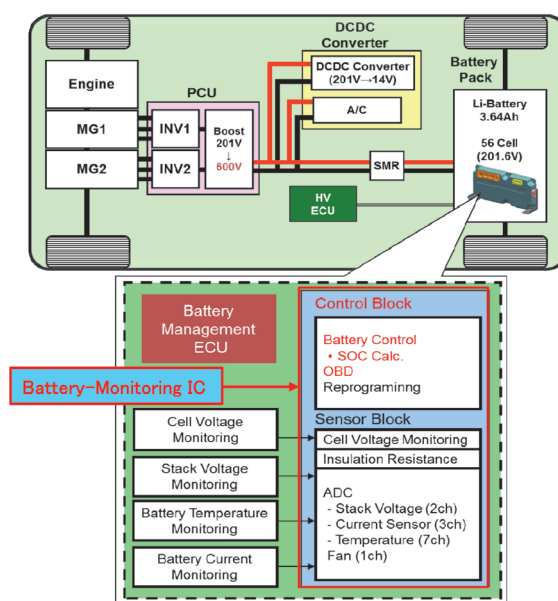 DCDC
Converter
DCDC Converter
(201V→14V)
A/C
Battery
Pack
Li-Battery
3.64Ah
56 Cell
(201.6V)
Engine
MG1
MG2
PCU
INV1
INV2
Boost
201V
↓
600V
SMR
HV
ECU
Battery
Management
ECU
Battery-Monitoring IC
Control Block
Battery Control
・SOC Calc.
OBD
Reprograminng
Sensor Block
Cell Voltage
Monitoring
Stack Voltage
Monitoring
Battery Temperature
Monitoring
Battery Current
Monitoring
Cell Voltage Monitoring
Insulation Resistance
ADC
- Stack Voltage (2ch)
- Current Sensor (3ch)
- Temperature (7ch)
Fan (1ch)